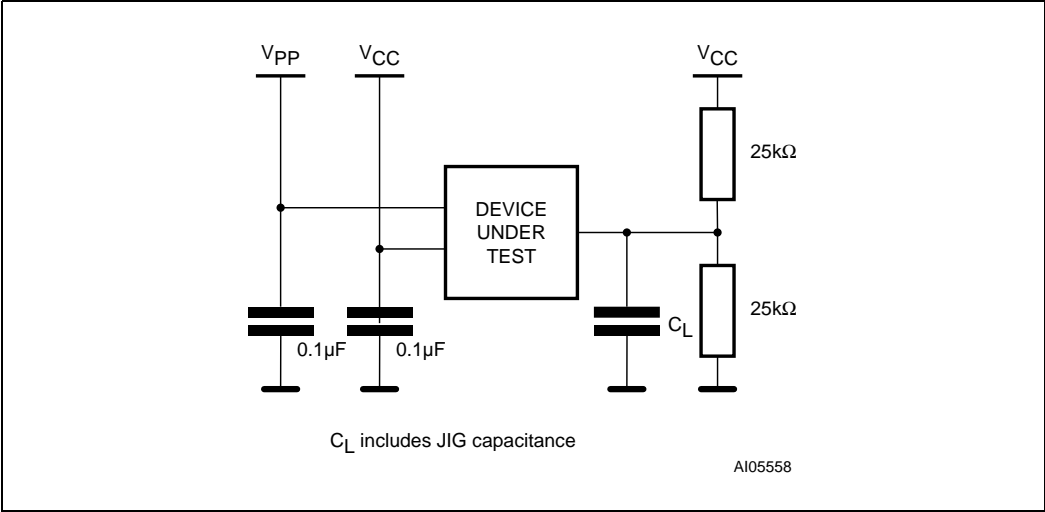 VPP
VCC
VCC
25kΩ
DEVICE
UNDER
TEST
25kΩ
CL
0.1µF
0.1µF
CL includes JIG capacitance
AI05558